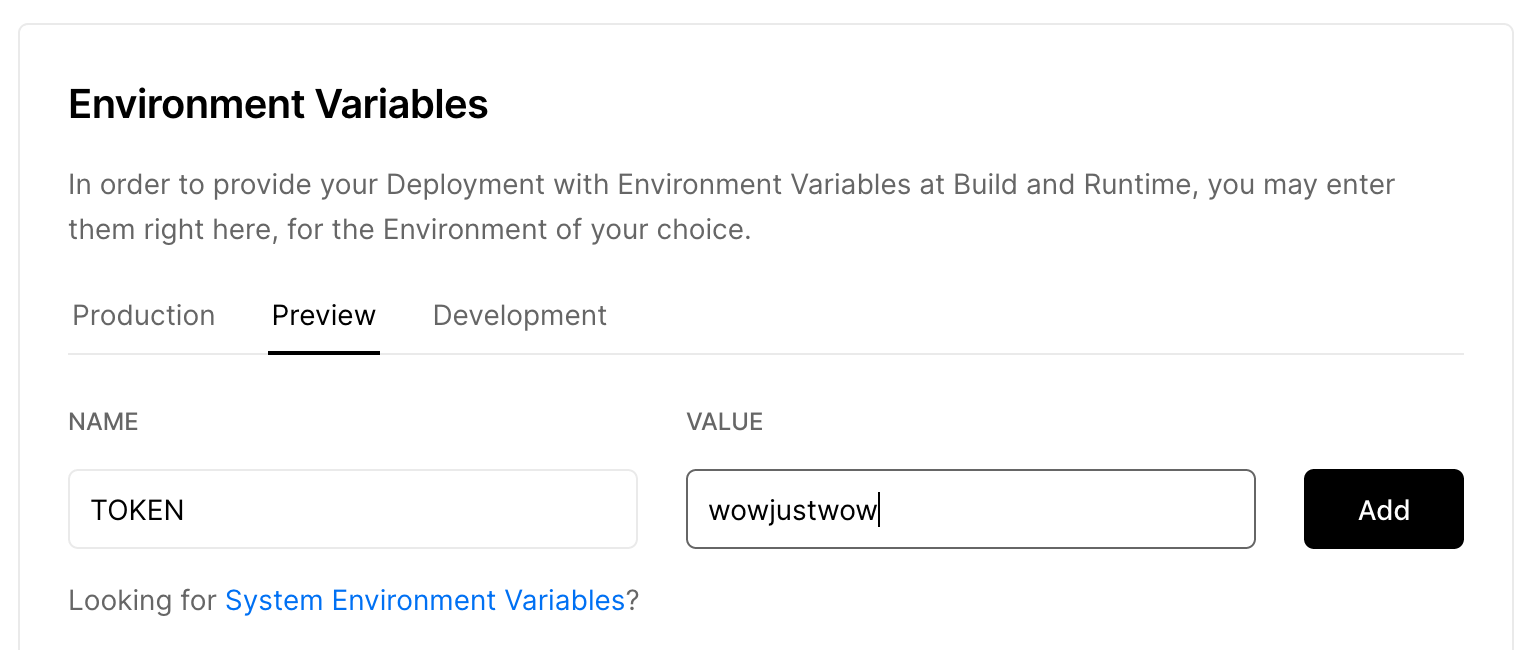 Environment Variables
In order to provide your Deployment with Environment Variables at Build and Runtime, you may enter
them right here, for the Environment of your choice.
Production Preview Development
NAME VALUE
TOKEN wowjustwow Add
Looking for System Environment Variables?